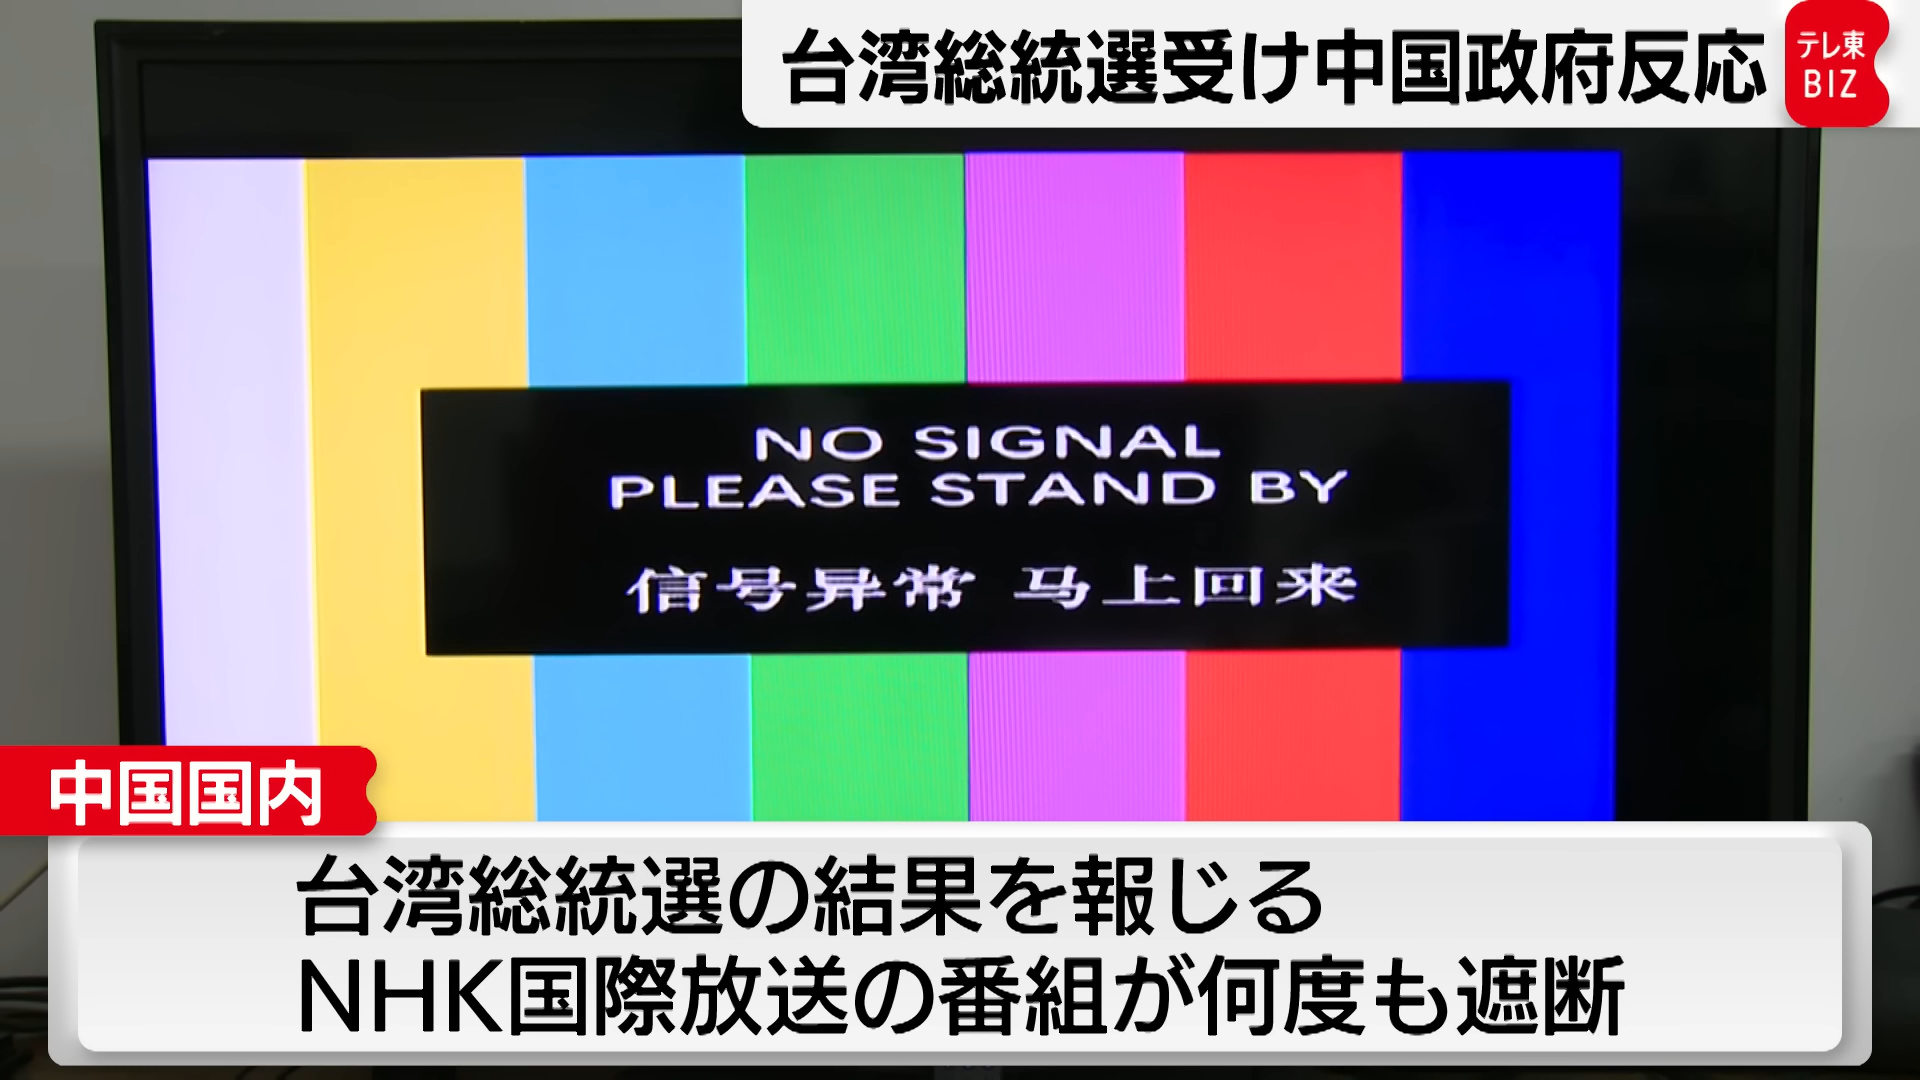 台湾総統選受け中国政府反応
テレ東
BIZ
NO SIGNAL
PLEASE STAND BY
信号异常 马上回来
中国国内
台湾総統選の結果を報じる
NHK国際放送の番組が何度も遮断